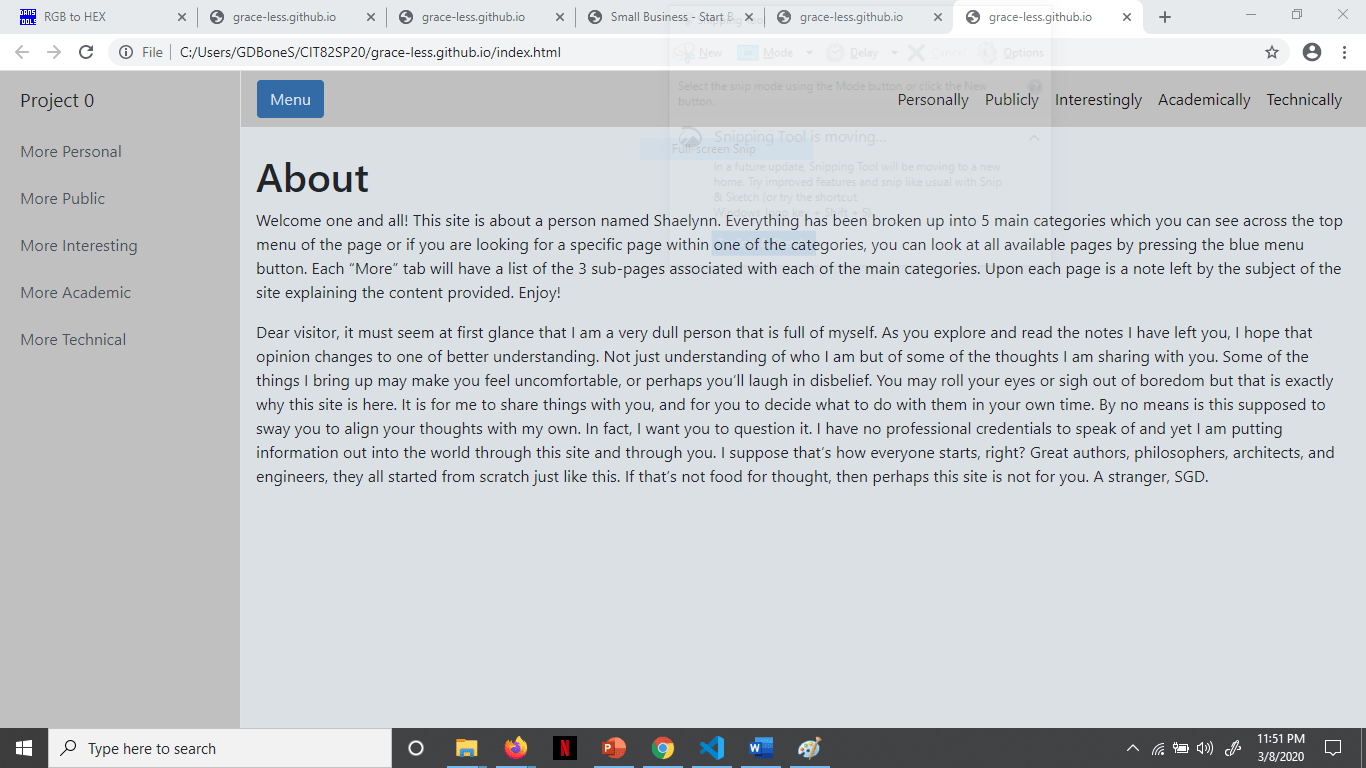 RGB to HEX
grace-less.github.io
grace-less.github.io
Small Business - Start B
grace-less.github.io
grace-less.github.io
File
C:/Users/GDBoneS/CIT82SP20/grace-less.github.io/index.html
New
Mode
Delay
Cancel
Options
Select the snip mode using the Mode button or click the New
button.
Snipping Tool is moving...
Full-screen Snip
In a future update, Snipping Tool will be moving to a new
home. Try improved features and snip like usual with Snip
& Sketch (or try the shortcut
Project 0
Menu
Personally
Publicly
Interestingly
Academically
Technically
More Personal
More Public
More Interesting
More Academic
More Technical
About
Welcome one and all! This site is about a person named Shaelynn. Everything has been broken up into 5 main categories which you can see across the top
menu of the page or if you are looking for a specific page within one of the categories, you can look at all available pages by pressing the blue menu
button. Each “More” tab will have a list of the 3 sub-pages associated with each of the main categories. Upon each page is a note left by the subject of the
site explaining the content provided. Enjoy!
Dear visitor, it must seem at first glance that I am a very dull person that is full of myself. As you explore and read the notes I have left you, I hope that
opinion changes to one of better understanding. Not just understanding of who I am but of some of the thoughts I am sharing with you. Some of the
things I bring up may make you feel uncomfortable, or perhaps you’ll laugh in disbelief. You may roll your eyes or sigh out of boredom but that is exactly
why this site is here. It is for me to share things with you, and for you to decide what to do with them in your own time. By no means is this supposed to
sway you to align your thoughts with my own. In fact, I want you to question it. I have no professional credentials to speak of and yet I am putting
information out into the world through this site and through you. I suppose that’s how everyone starts, right? Great authors, philosophers, architects, and
engineers, they all started from scratch just like this. If that’s not food for thought, then perhaps this site is not for you. A stranger, SGD.
Type here to search
11:51 PM
3/8/2020